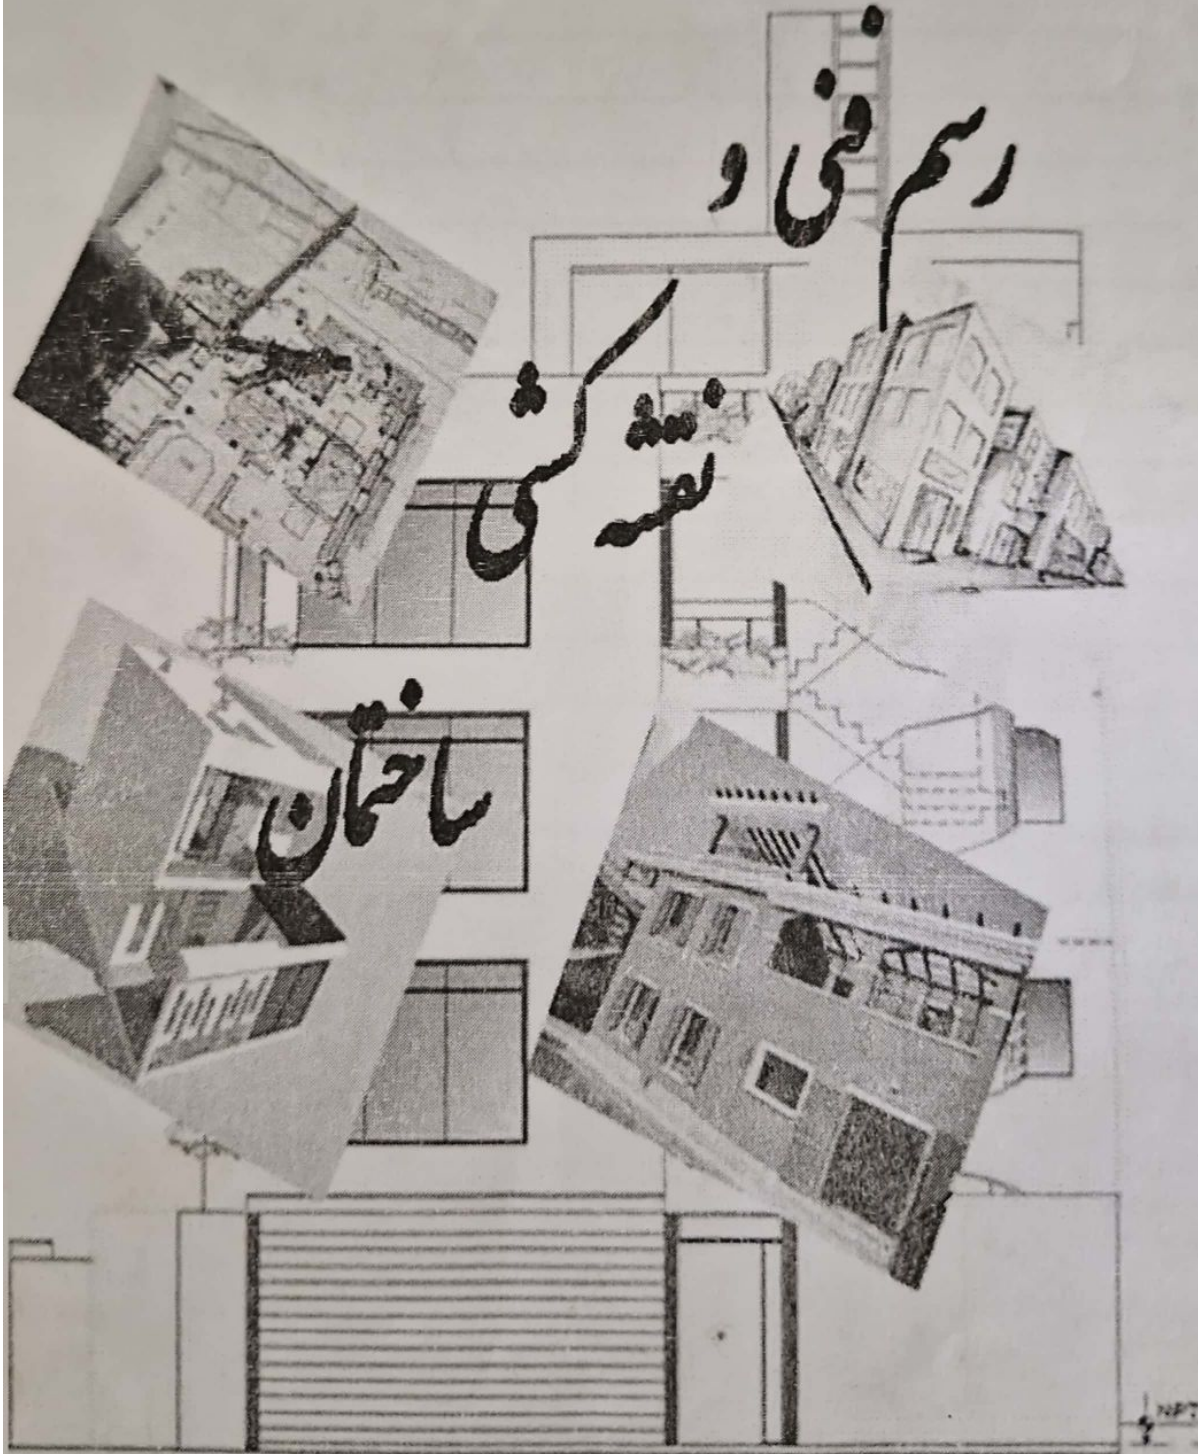 رسم فنی و
نقشه کشی
ساختمان